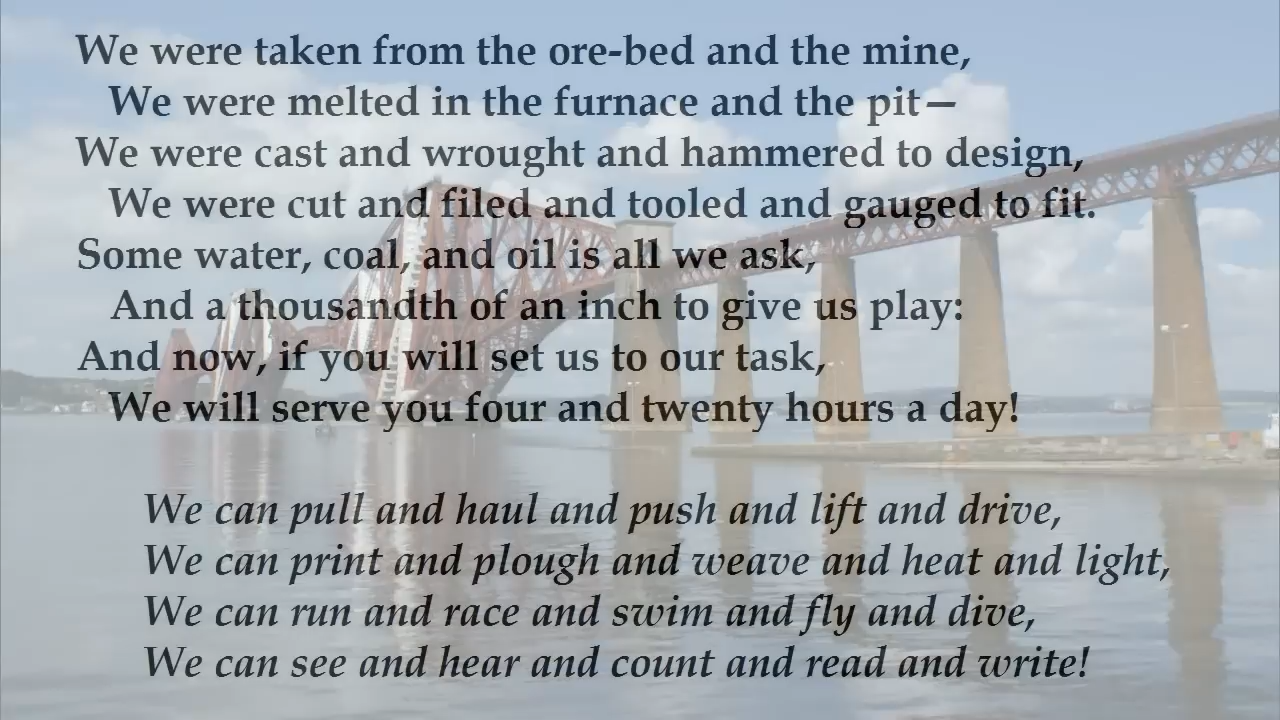 We were taken from the ore-bed and the mine,
We were melted in the furnace and the pit—
We were cast and wrought and hammered to design,
We were cut and filed and tooled and gauged to fit.
Some water, coal, and oil is all we ask,
And a thousandth of an inch to give us play:
And now, if you will set us to our task,
We will serve you four and twenty hours a day!
We can pull and haul and push and lift and drive,
We can print and plough and weave and heat and light,
We can run and race and swim and fly and dive,
We can see and hear and count and read and write!